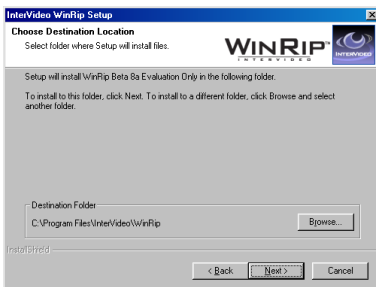 InterVideo WinRip Setup
Choose Destination Location
Select folder where Setup will install files.
WINRIP™
INTERVIDEO
INTERVIDEO
Setup will install WinRip Beta 8a Evaluation Only in the following folder.
To install to this folder, click Next. To install to a different folder, click Browse and select
another folder.
Destination Folder
C:\Program Files\InterVideo\WinRip
Browse...
InstallShield
< Back
Next >
Cancel